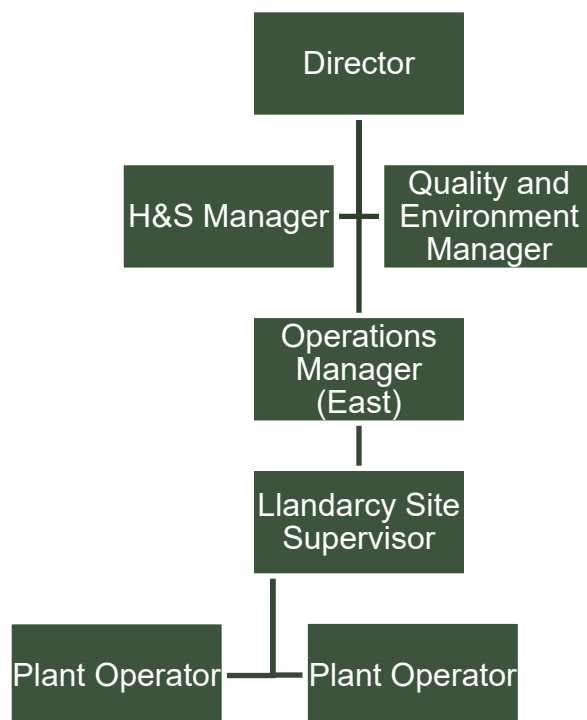 Director
H&S Manager
Quality and
Environment
Manager
Operations
Manager
(East)
Llandarcy Site
Supervisor
Plant Operator
Plant Operator